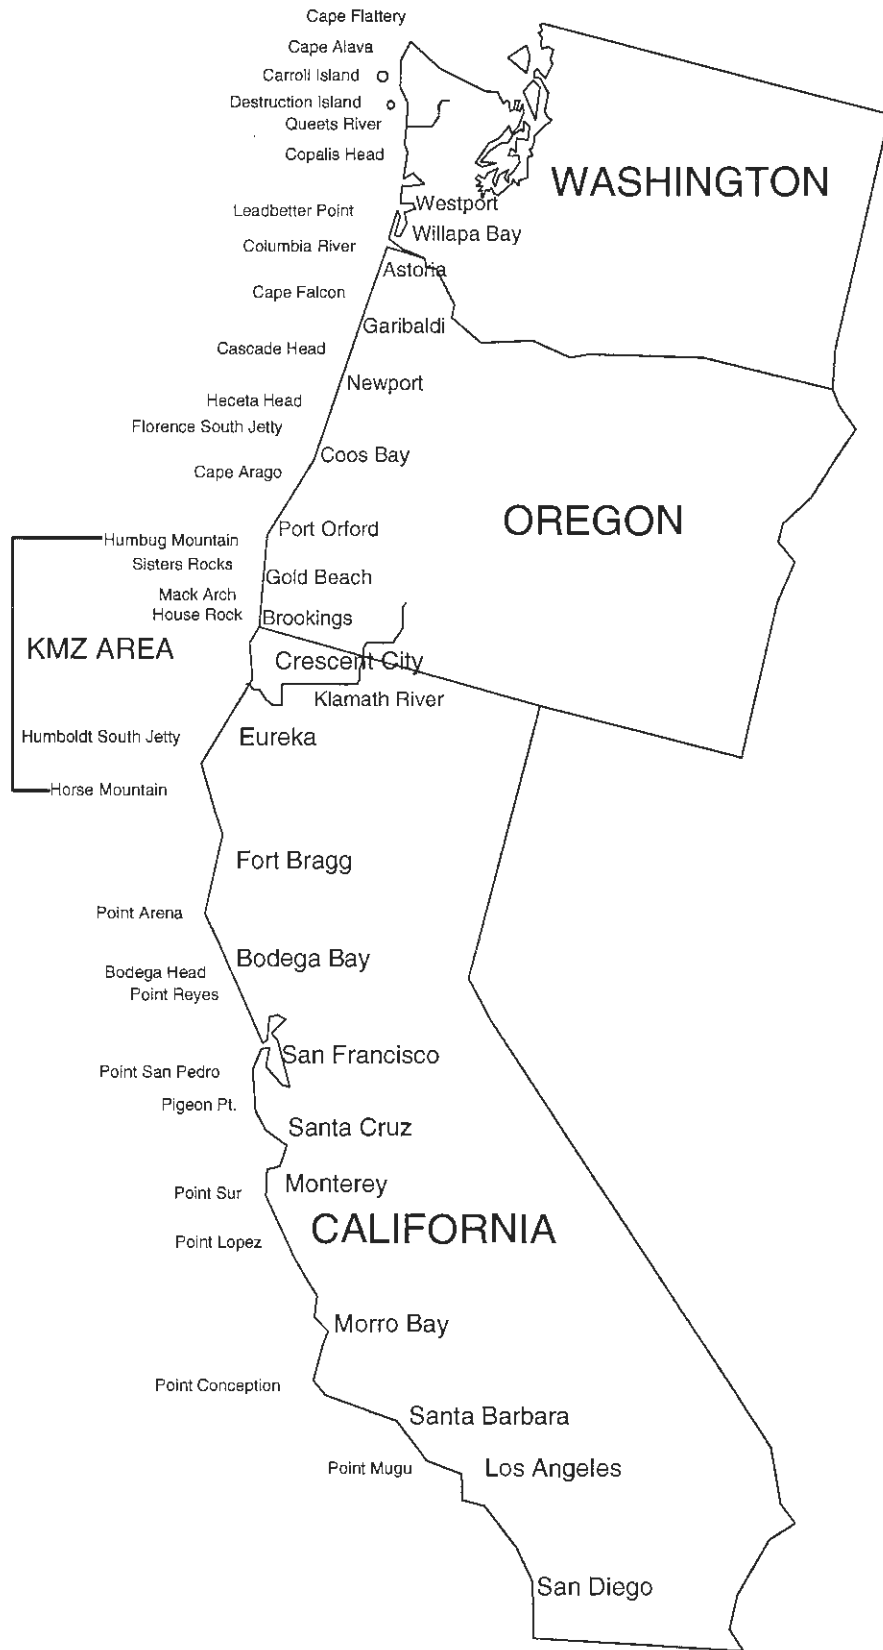 Cape Flattery
Cape Alava
Carroll Island
Destruction Island
Queets River
Copalis Head
WASHINGTON
Westport
Leadbetter Point
Willapa Bay
Columbia River
Astoria
Cape Falcon
Garibaldi
Cascade Head
Newport
Heceta Head
Florence South Jetty
Coos Bay
Cape Arago
OREGON
Port Orford
Humbug Mountain
Sisters Rocks
Gold Beach
Mack Arch
House Rock
Brookings
KMZ AREA
Crescent City
Klamath River
Humboldt South Jetty
Eureka
Horse Mountain
Fort Bragg
Point Arena
Bodega Bay
Bodega Head
Point Reyes
San Francisco
Point San Pedro
Pigeon Pt.
Santa Cruz
Monterey
Point Sur
CALIFORNIA
Point Lopez
Morro Bay
Point Conception
Santa Barbara
Point Mugu
Los Angeles
San Diego